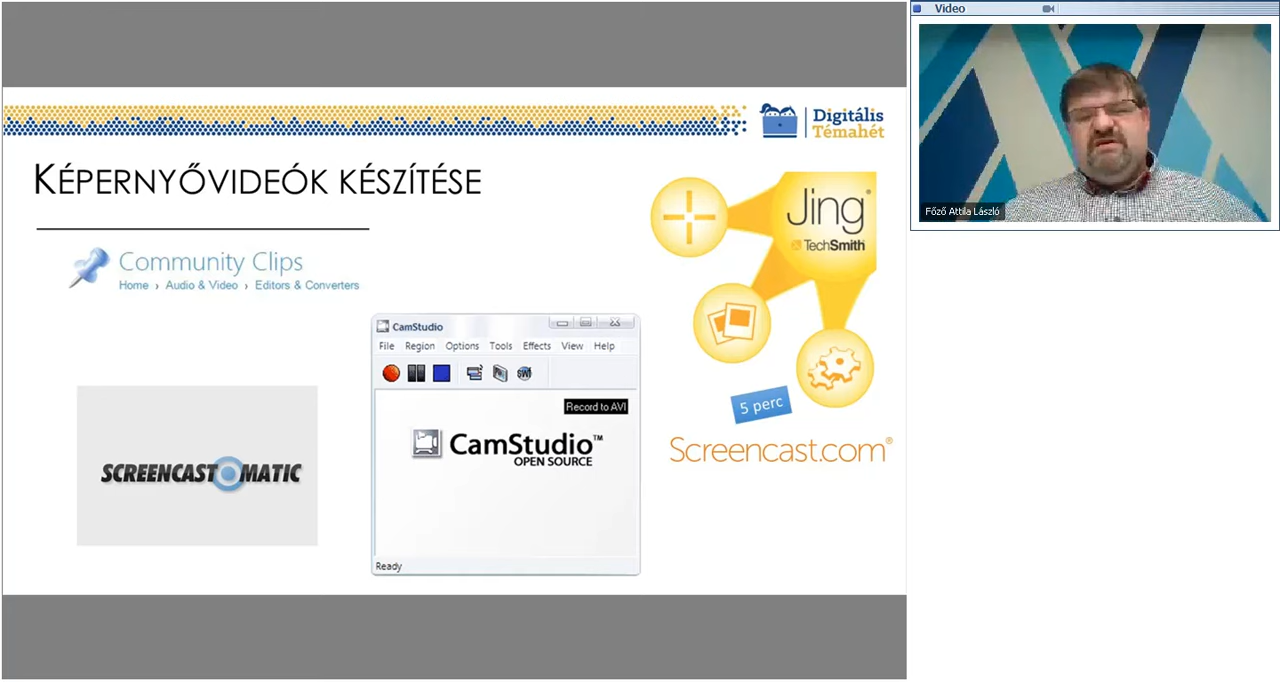 Digitális
Témahét
KÉPERNYŐVIDEÓK KÉSZÍTÉSE
Community Clips
Home › Audio & Video › Editors & Converters
Jing®
TechSmith
CamStudio
File Region Options Tools Effects View Help
SWF
Record to AVI
CamStudio™
OPEN SOURCE
Ready
SCREENCAST O MATIC
5 perc
Screencast.com®
Video
Főző Attila László